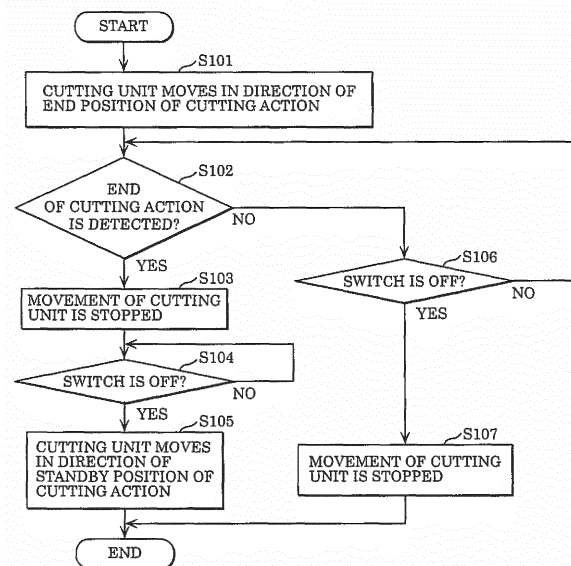 START
S101
CUTTING UNIT MOVES IN DIRECTION OF
END POSITION OF CUTTING ACTION
S102
END
OF CUTTING ACTION
IS DETECTED?
NO
YES
S103
MOVEMENT OF CUTTING
UNIT IS STOPPED
S104
SWITCH IS OFF?
NO
YES
S105
CUTTING UNIT MOVES
IN DIRECTION OF
STANDBY POSITION OF
CUTTING ACTION
S106
SWITCH IS OFF?
NO
YES
S107
MOVEMENT OF CUTTING
UNIT IS STOPPED
END